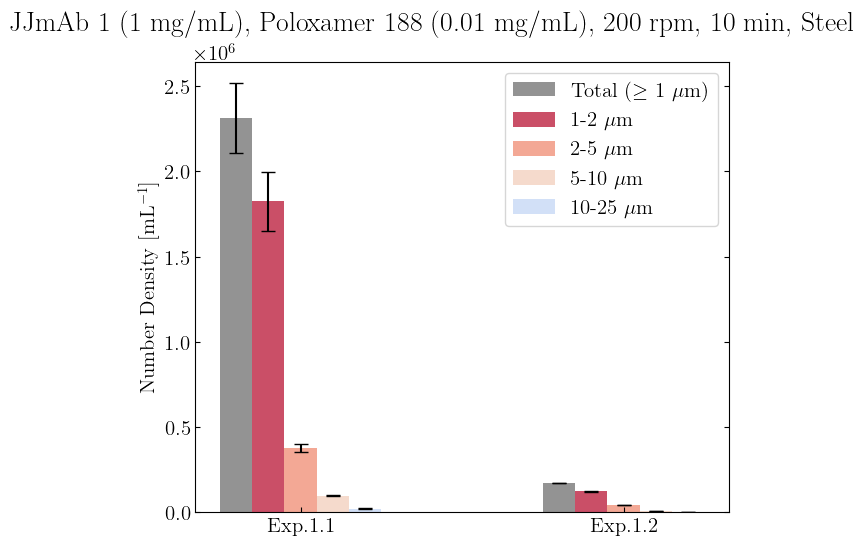 JJmAb 1 (1 mg/mL), Poloxamer 188 (0.01 mg/mL), 200 rpm, 10 min, Steel
×10⁶
2.5
2.0
1.5
1.0
0.5
0.0
Number Density [mL⁻¹]
Total (≥ 1 μm)
1-2 μm
2-5 μm
5-10 μm
10-25 μm
Exp.1.1
Exp.1.2